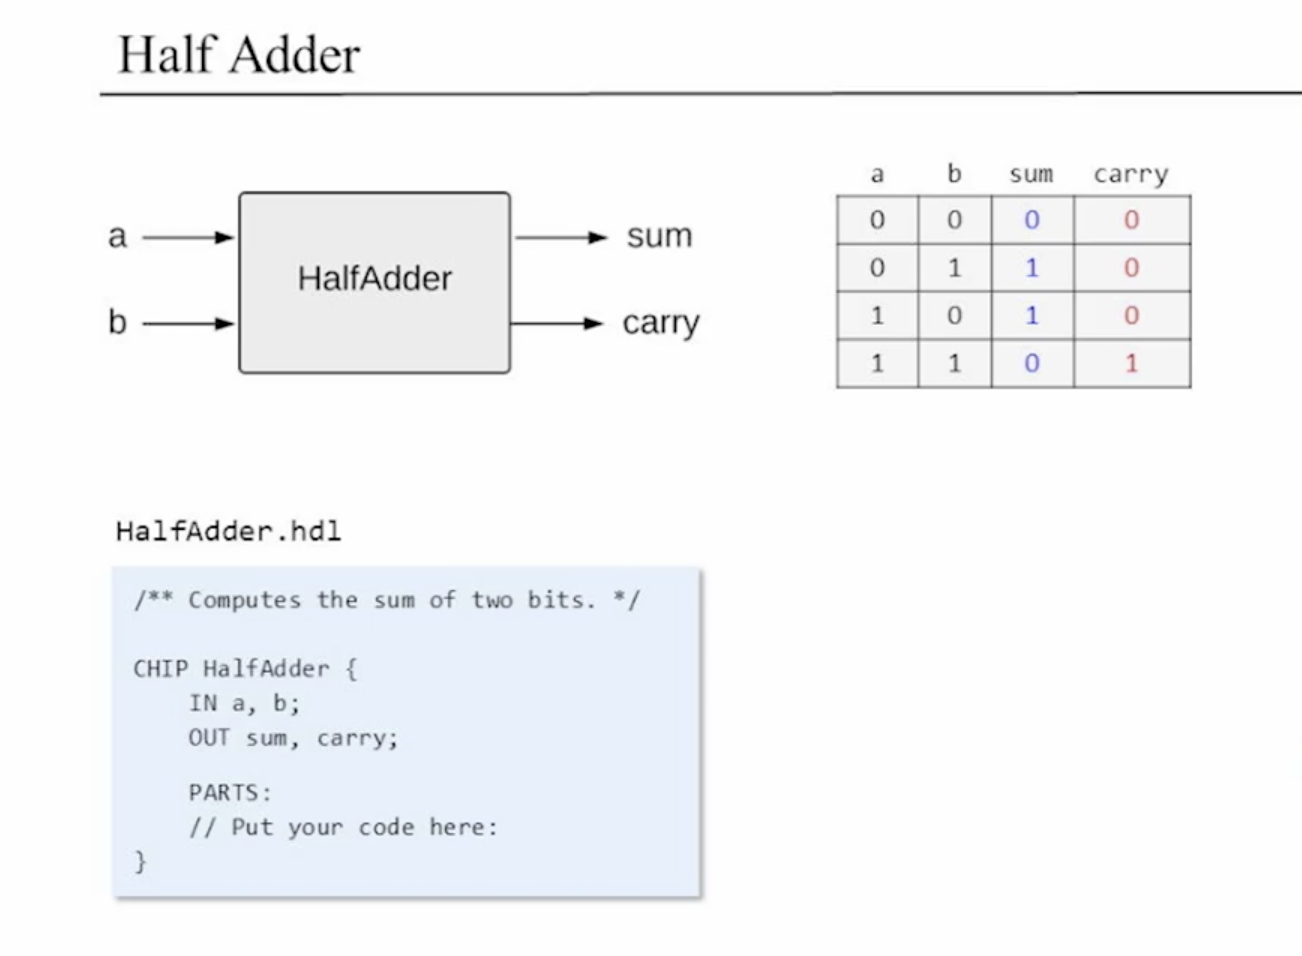 Half Adder
a
b
HalfAdder
sum
carry
a b sum carry
0 0 0 0
0 1 1 0
1 0 1 0
1 1 0 1
HalfAdder.hdl
/** Computes the sum of two bits. */
CHIP HalfAdder {
    IN a, b;
    OUT sum, carry;
    PARTS:
    // Put your code here:
}